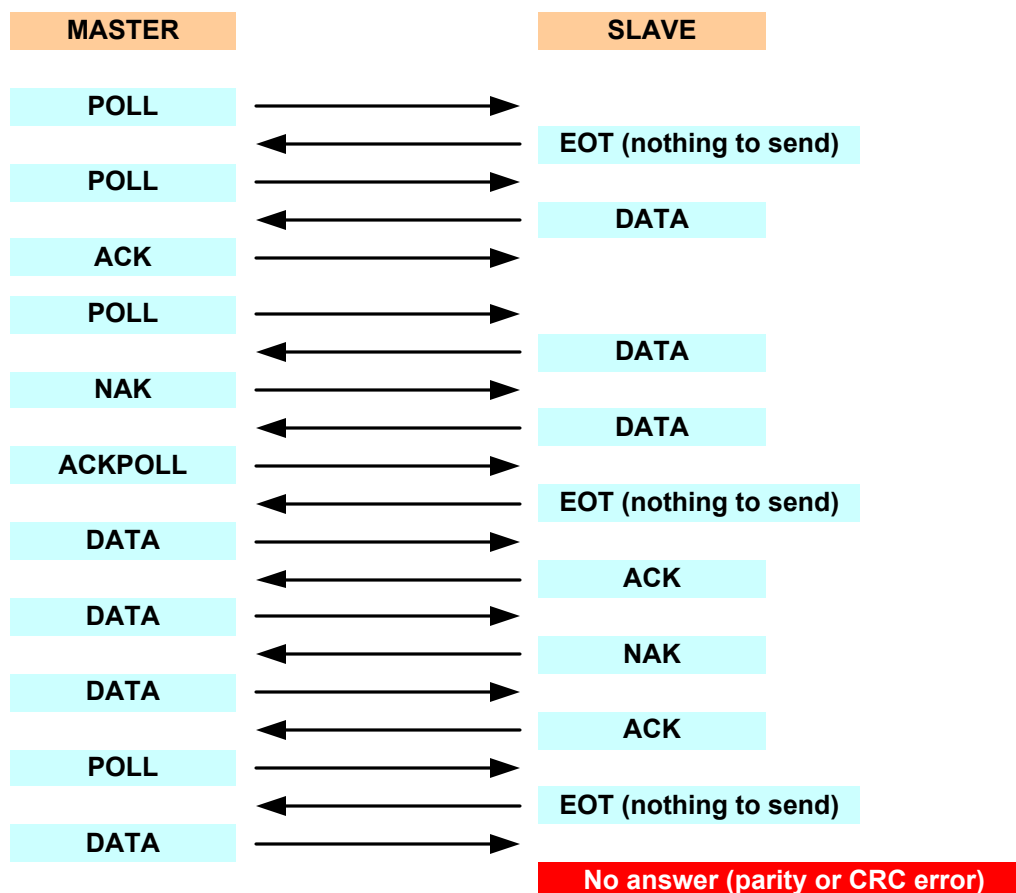 MASTER
SLAVE
POLL
EOT (nothing to send)
POLL
DATA
ACK
POLL
DATA
NAK
DATA
ACKPOLL
EOT (nothing to send)
DATA
ACK
DATA
NAK
DATA
ACK
POLL
EOT (nothing to send)
DATA
No answer (parity or CRC error)